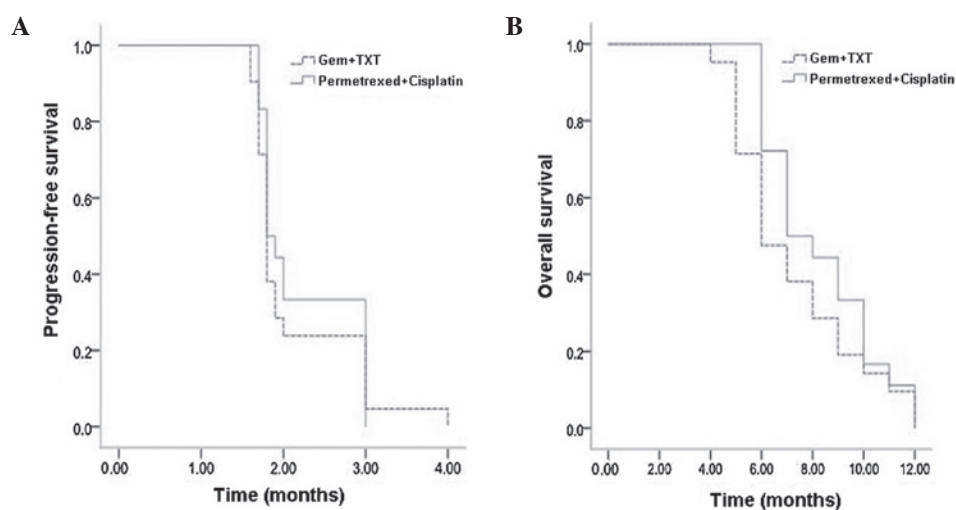 A
Progression-free survival
1.0
0.8
0.6
0.4
0.2
0.0
Gem+TXT
Permetrexed+Cisplatin
0.00 1.00 2.00 3.00 4.00
Time (months)
B
Overall survival
1.0
0.8
0.6
0.4
0.2
0.0
Gem+TXT
Permetrexed+Cisplatin
0.00 2.00 4.00 6.00 8.00 10.00 12.00
Time (months)